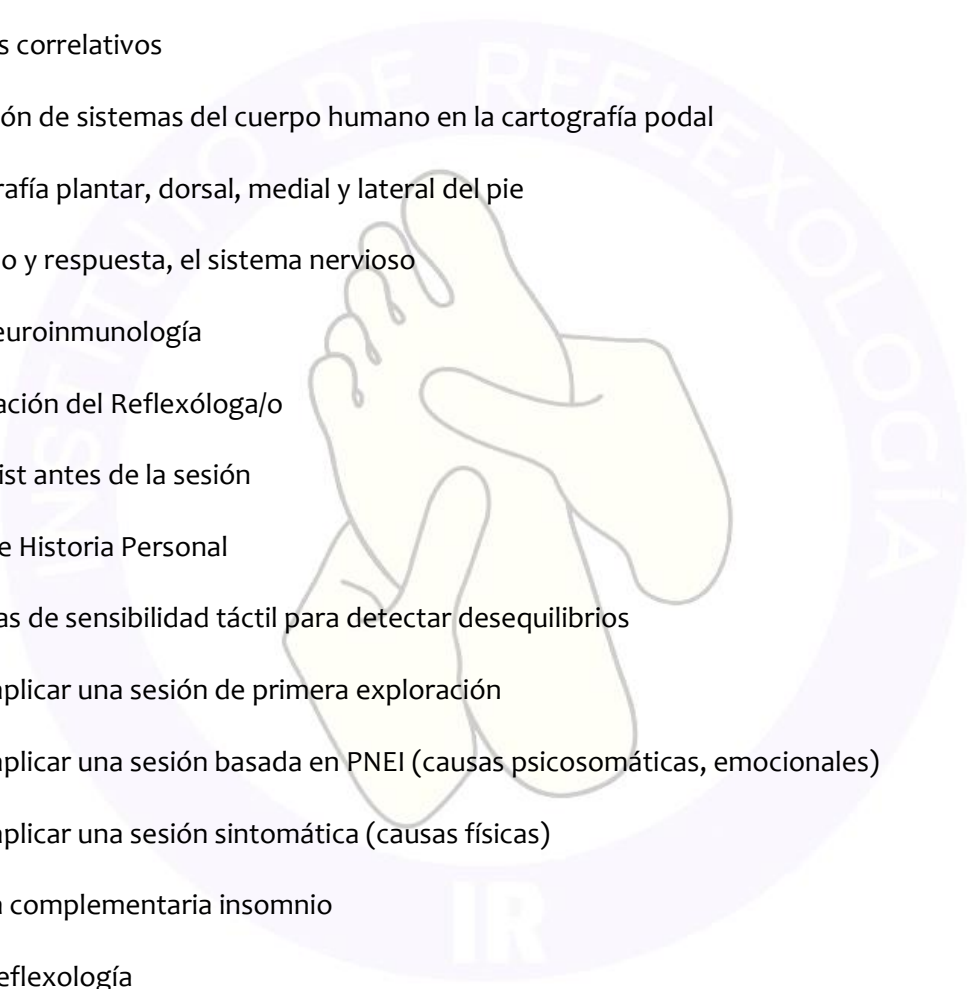 s correlativos
ón de sistemas del cuerpo humano en la cartografía podal
rafía plantar, dorsal, medial y lateral del pie
o y respuesta, el sistema nervioso
euroinmunología
ación del Reflexóloga/o
ist antes de la sesión
e Historia Personal
as de sensibilidad táctil para detectar desequilibrios
aplicar una sesión de primera exploración
aplicar una sesión basada en PNEI (causas psicosomáticas, emocionales)
aplicar una sesión sintomática (causas físicas)
a complementaria insomnio
eflexología
INSTITUTO DE REFLEXOLOGÍA
IR